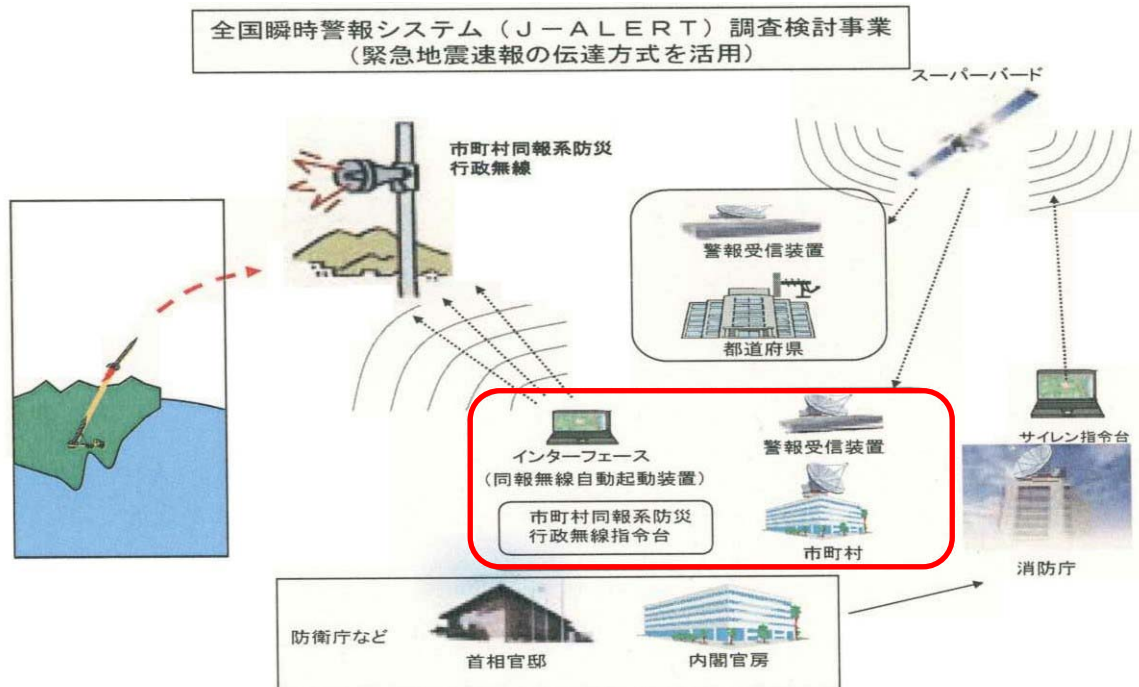 全国瞬時警報システム（J－ALERT）調査検討事業
（緊急地震速報の伝達方式を活用）
スーパーバード
市町村同報系防災
行政無線
警報受信装置
都道府県
インターフェース
（同報無線自動起動装置）
市町村同報系防災
行政無線指令台
警報受信装置
市町村
サイレン指令台
消防庁
防衛庁など
首相官邸
内閣官房